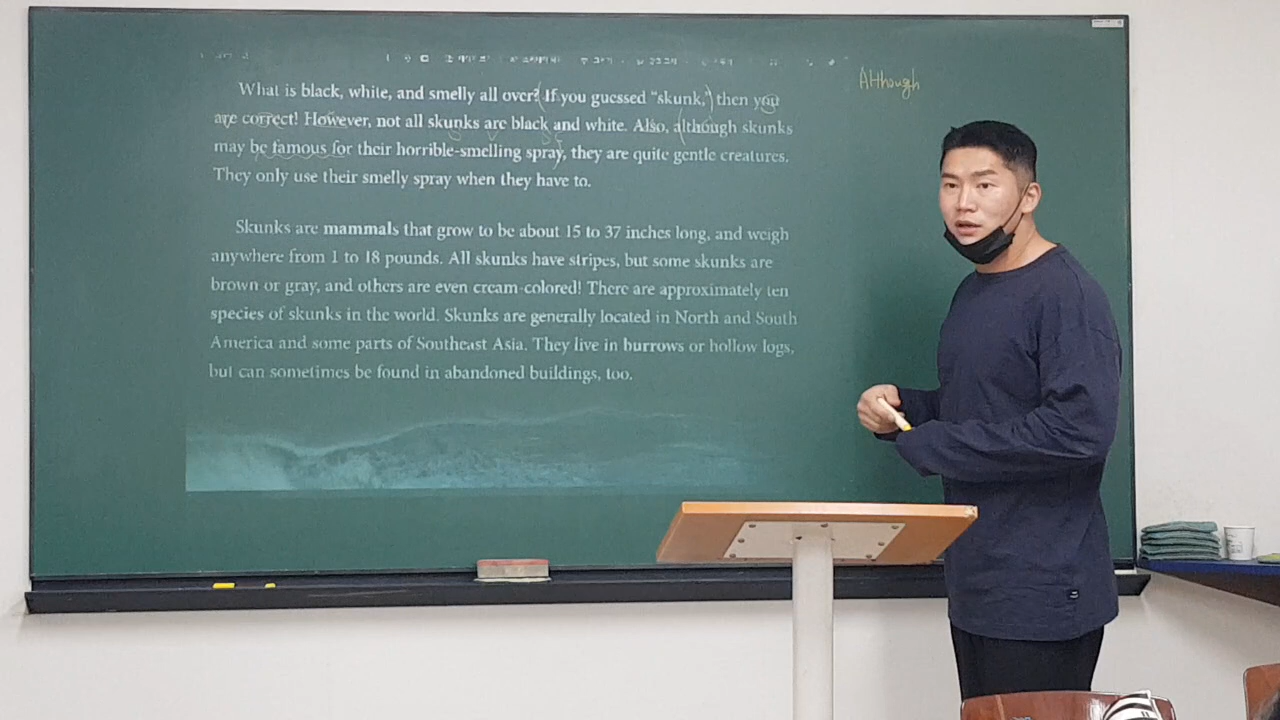 Although
What is black, white, and smelly all over? If you guessed “skunk,” then you
are correct! However, not all skunks are black and white. Also, although skunks
may be famous for their horrible-smelling spray, they are quite gentle creatures.
They only use their smelly spray when they have to.
Skunks are mammals that grow to be about 15 to 37 inches long, and weigh
anywhere from 1 to 18 pounds. All skunks have stripes, but some skunks are
brown or gray, and others are even cream-colored! There are approximately ten
species of skunks in the world. Skunks are generally located in North and South
America and some parts of Southeast Asia. They live in burrows or hollow logs,
but can sometimes be found in abandoned buildings, too.